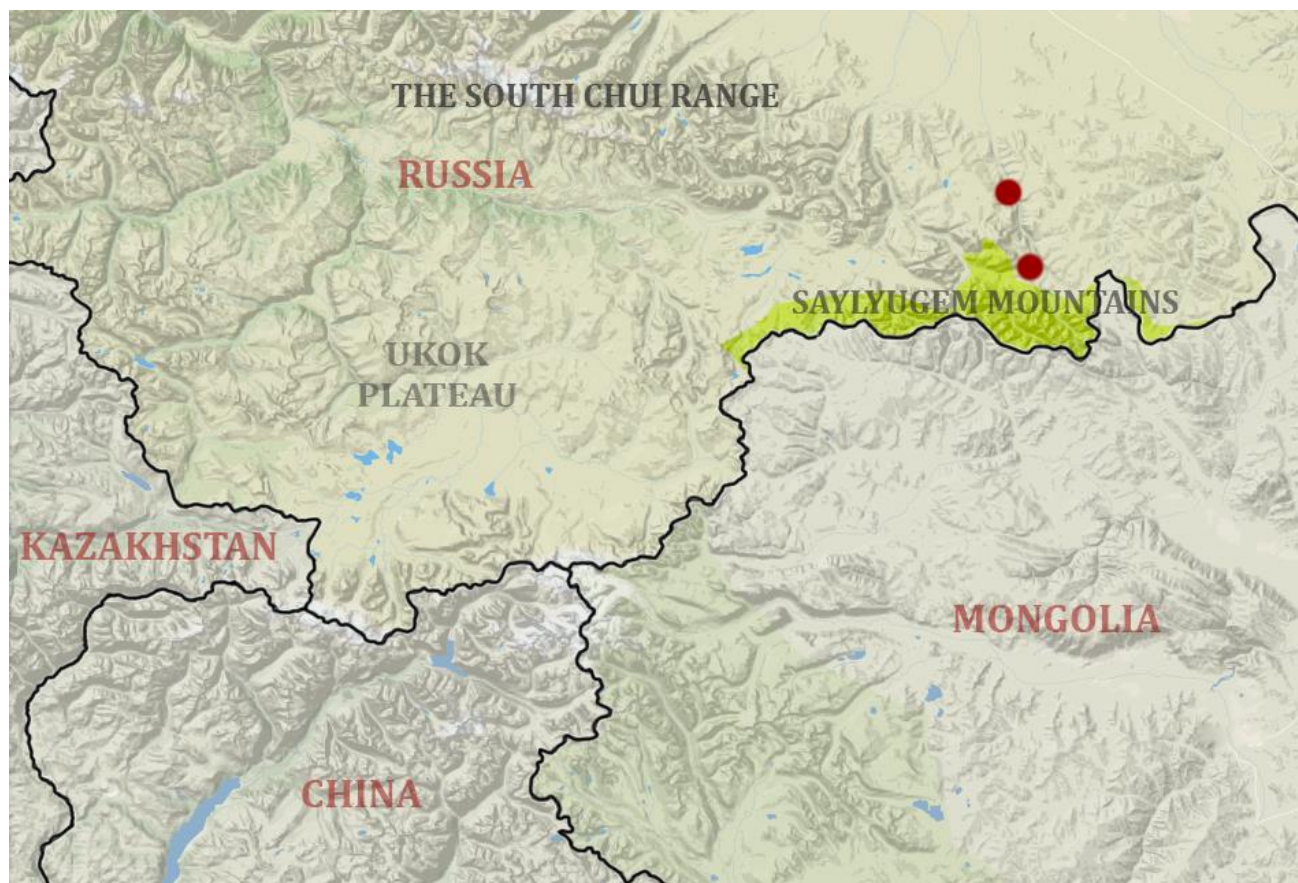 THE SOUTH CHUI RANGE
RUSSIA
SAYLYUGEM MOUNTAINS
UKOK
PLATEAU
KAZAKHSTAN
MONGOLIA
CHINA